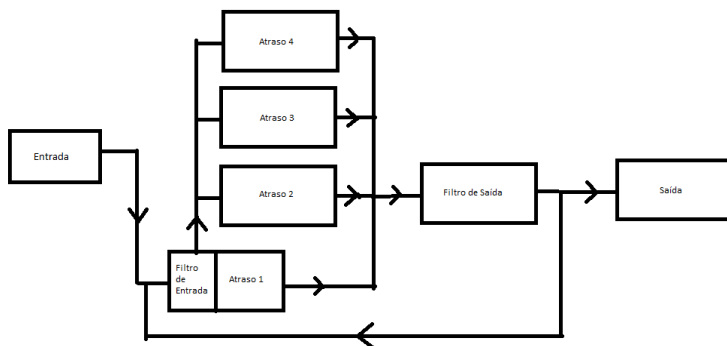 Atraso 4
Atraso 3
Entrada
Atraso 2
Filtro de Saída
Saída
Filtro
de
Entrada
Atraso 1